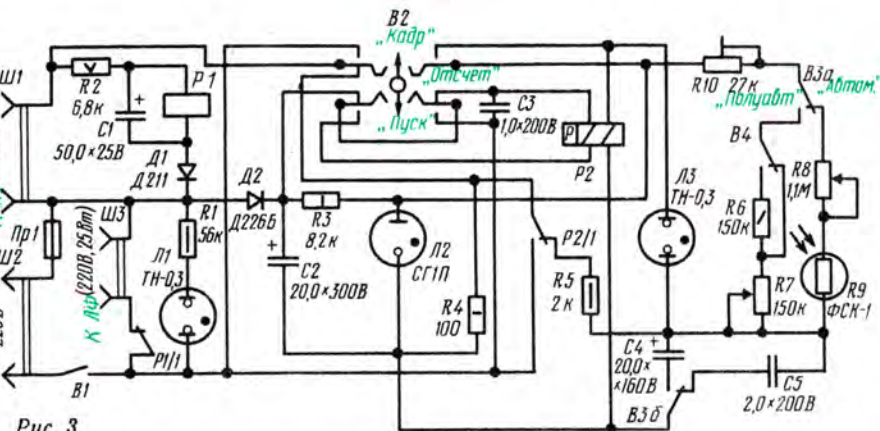 В2
„Кадр"
„Отсчет"
„Пуск"
Ш1
R2
6,8к
С1
50,0×25В
Р1
Д1
Д211
С3
1,0×200В
Р
Р2
R10 27к
В3а
„Полуавт"
„Автом."
В4
R8
1,1М
Л3
ТН-0,3
Пр1
Ш2
Ш3
(220В, 25Вт)
К ЛФ
R1
56к
Л1
ТН-0,3
Д2
Д226Б
R3
8,2к
С2
20,0×300В
Л2
СГ1П
R4
100
Р2/1
R5
2к
R6
150к
R7
150к
R9
ФСК-1
Р1/1
В1
С4
20,0×
×160В
В3б
С5
2,0×200В
Рис. 3